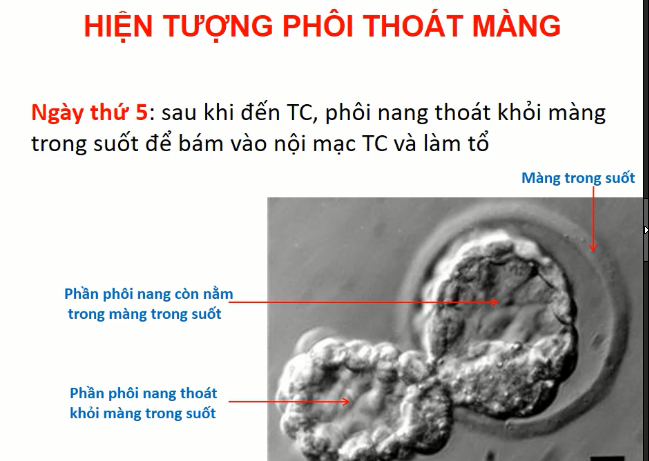 HIỆN TƯỢNG PHÔI THOÁT MÀNG
Ngày thứ 5: sau khi đến TC, phôi nang thoát khỏi màng
trong suốt để bám vào nội mạc TC và làm tổ
Màng trong suốt
Phần phôi nang còn nằm
trong màng trong suốt
Phần phôi nang thoát
khỏi màng trong suốt